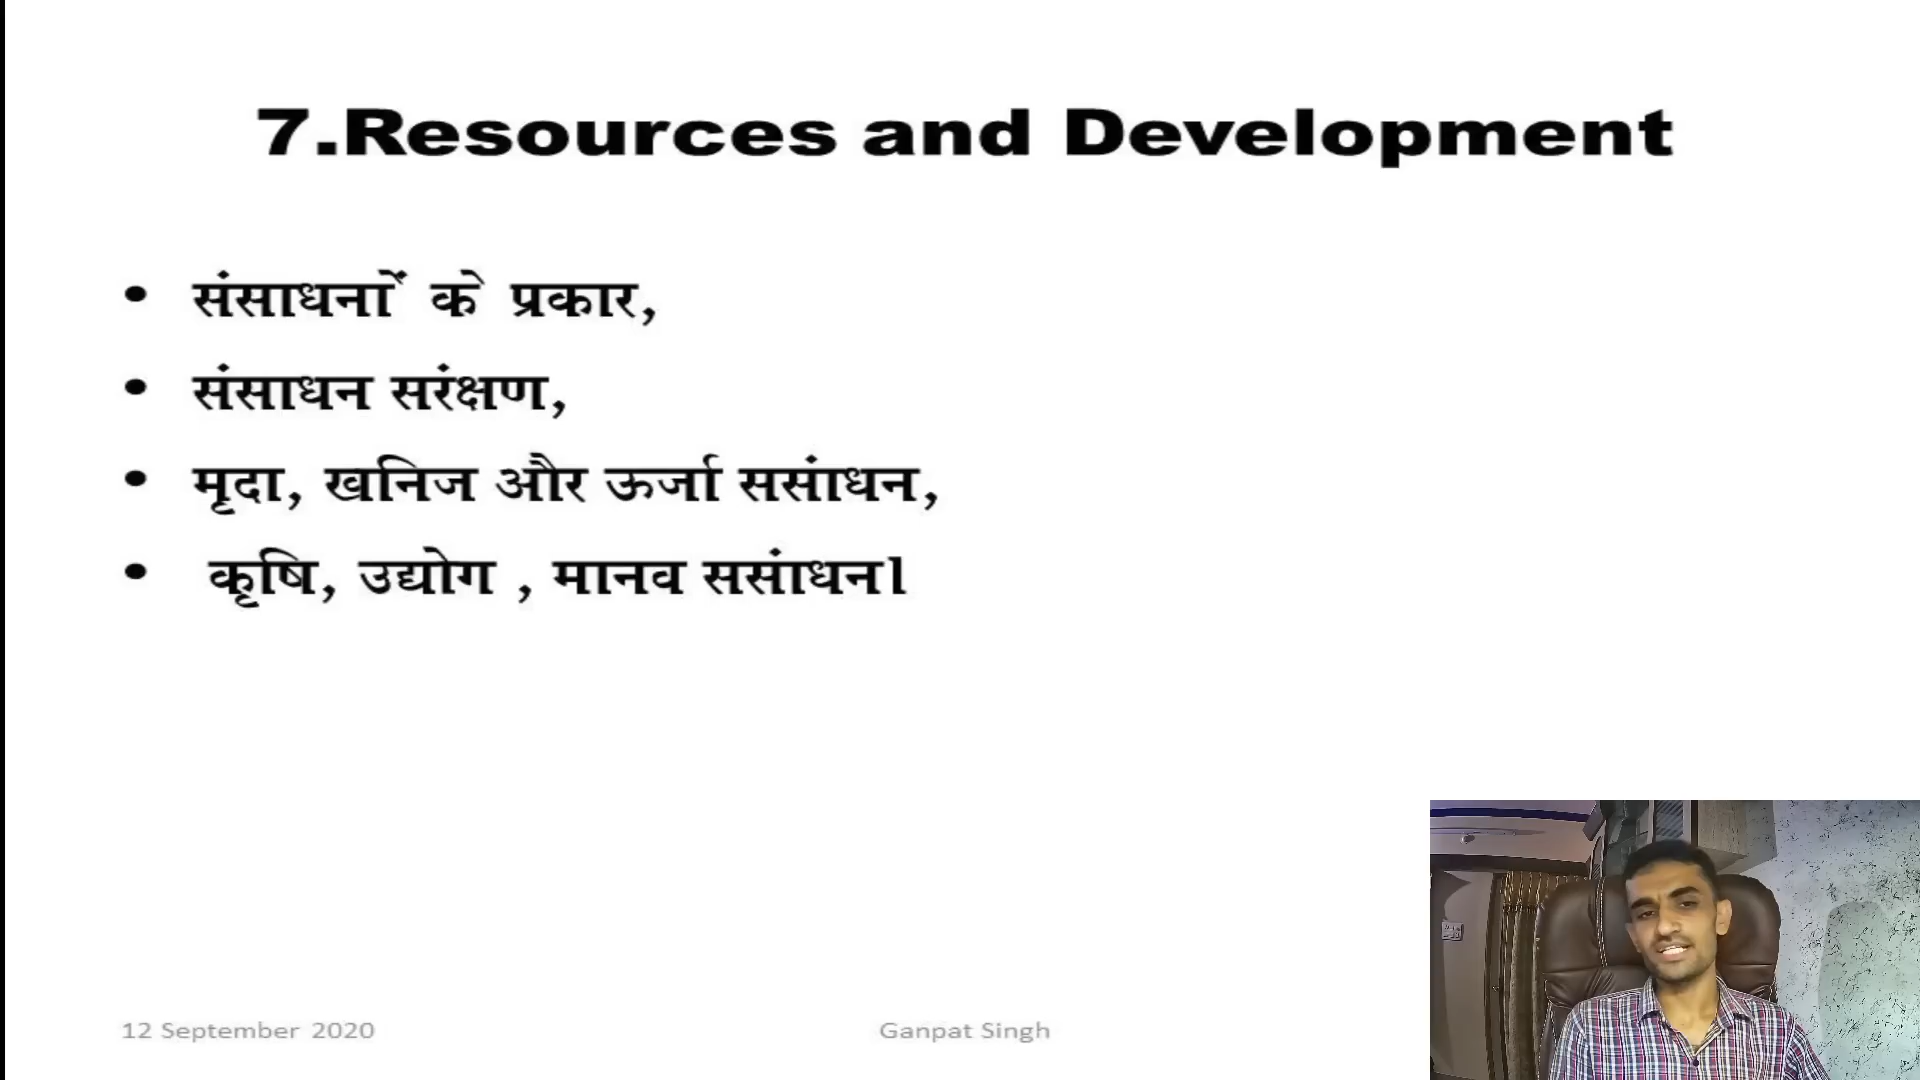 7.Resources and Development
• संसाधनों के प्रकार,
• संसाधन सरंक्षण,
• मृदा, खनिज और ऊर्जा ससांधन,
• कृषि, उद्योग , मानव ससांधन।
12 September 2020
Ganpat Singh